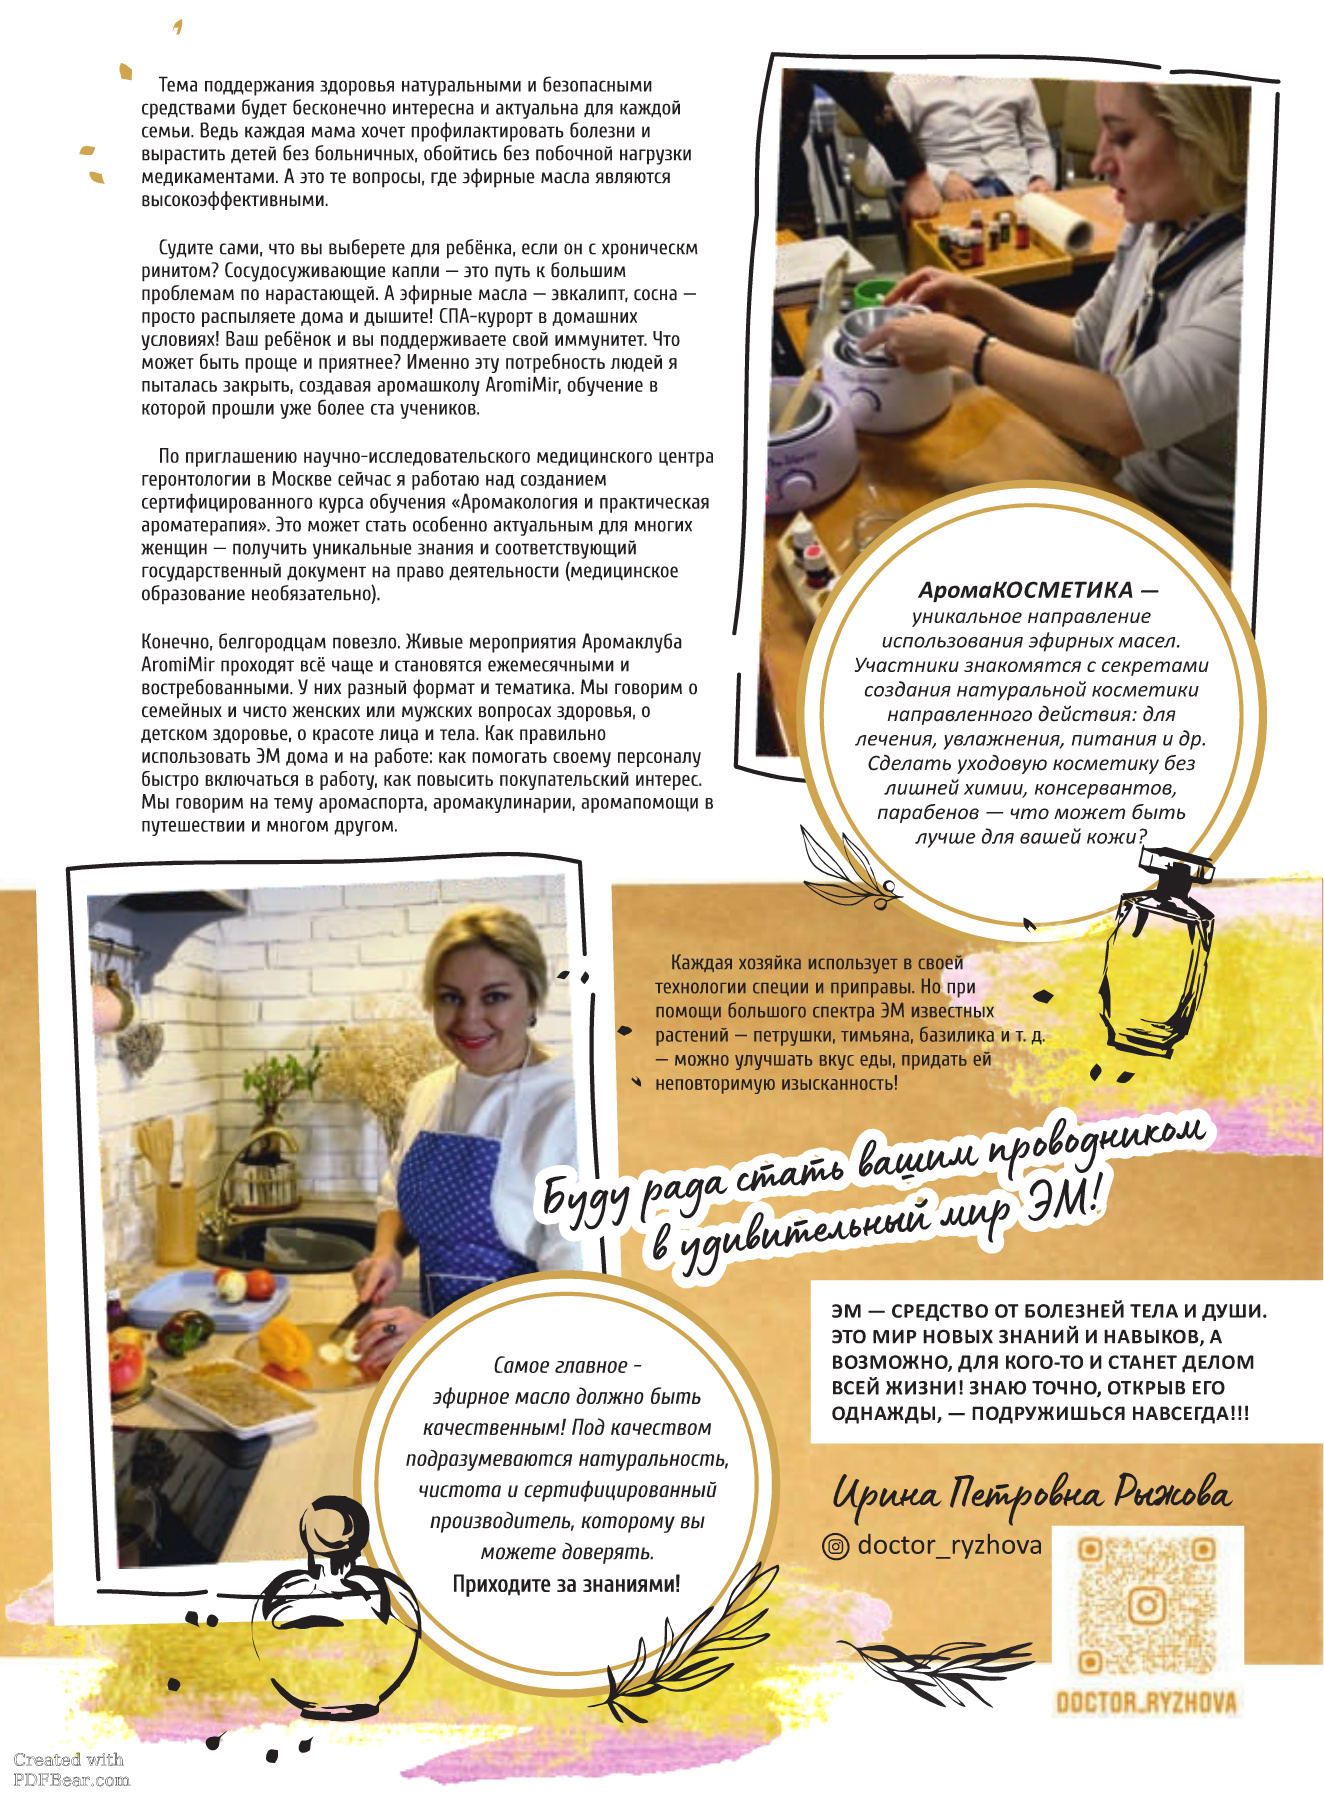 Тема поддержания здоровья натуральными и безопасными
средствами будет бесконечно интересна и актуальна для каждой
семьи. Ведь каждая мама хочет профилактировать болезни и
вырастить детей без больничных, обойтись без побочной нагрузки
медикаментами. А это те вопросы, где эфирные масла являются
высокоэффективными.
Судите сами, что вы выберете для ребёнка, если он с хроническм
ринитом? Сосудосуживающие капли — это путь к большим
проблемам по нарастающей. А эфирные масла — эвкалипт, сосна —
просто распыляете дома и дышите! СПА-курорт в домашних
условиях! Ваш ребёнок и вы поддерживаете свой иммунитет. Что
может быть проще и приятнее? Именно эту потребность людей я
пыталась закрыть, создавая аромашколу AromiMir, обучение в
которой прошли уже более ста учеников.
По приглашению научно-исследовательского медицинского центра
геронтологии в Москве сейчас я работаю над созданием
сертифицированного курса обучения «Аромакология и практическая
ароматерапия». Это может стать особенно актуальным для многих
женщин — получить уникальные знания и соответствующий
государственный документ на право деятельности (медицинское
образование необязательно).
Конечно, белгородцам повезло. Живые мероприятия Аромаклуба
AromiMir проходят всё чаще и становятся ежемесячными и
востребованными. У них разный формат и тематика. Мы говорим о
семейных и чисто женских или мужских вопросах здоровья, о
детском здоровье, о красоте лица и тела. Как правильно
использовать ЭМ дома и на работе: как помогать своему персоналу
быстро включаться в работу, как повысить покупательский интерес.
Мы говорим на тему аромаспорта, аромакулинарии, аромапомощи в
путешествии и многом другом.
АромаКОСМЕТИКА —
уникальное направление
использования эфирных масел.
Участники знакомятся с секретами
создания натуральной косметики
направленного действия: для
лечения, увлажнения, питания и др.
Сделать уходовую косметику без
лишней химии, консервантов,
парабенов — что может быть
лучше для вашей кожи?
Каждая хозяйка использует в своей
технологии специи и приправы. Но при
помощи большого спектра ЭМ известных
растений — петрушки, тимьяна, базилика и т. д.
— можно улучшать вкус еды, придать ей
неповторимую изысканность!
Буду рада стать вашим проводником
в удивительный мир ЭМ!
ЭМ — СРЕДСТВО ОТ БОЛЕЗНЕЙ ТЕЛА И ДУШИ.
ЭТО МИР НОВЫХ ЗНАНИЙ И НАВЫКОВ, А
ВОЗМОЖНО, ДЛЯ КОГО-ТО И СТАНЕТ ДЕЛОМ
ВСЕЙ ЖИЗНИ! ЗНАЮ ТОЧНО, ОТКРЫВ ЕГО
ОДНАЖДЫ, — ПОДРУЖИШЬСЯ НАВСЕГДА!!!
Самое главное -
эфирное масло должно быть
качественным! Под качеством
подразумеваются натуральность,
чистота и сертифицированный
производитель, которому вы
можете доверять.
Приходите за знаниями!
Ирина Петровна Рыжова
doctor_ryzhova
DOCTOR_RYZHOVA
Created with
PDFBear.com